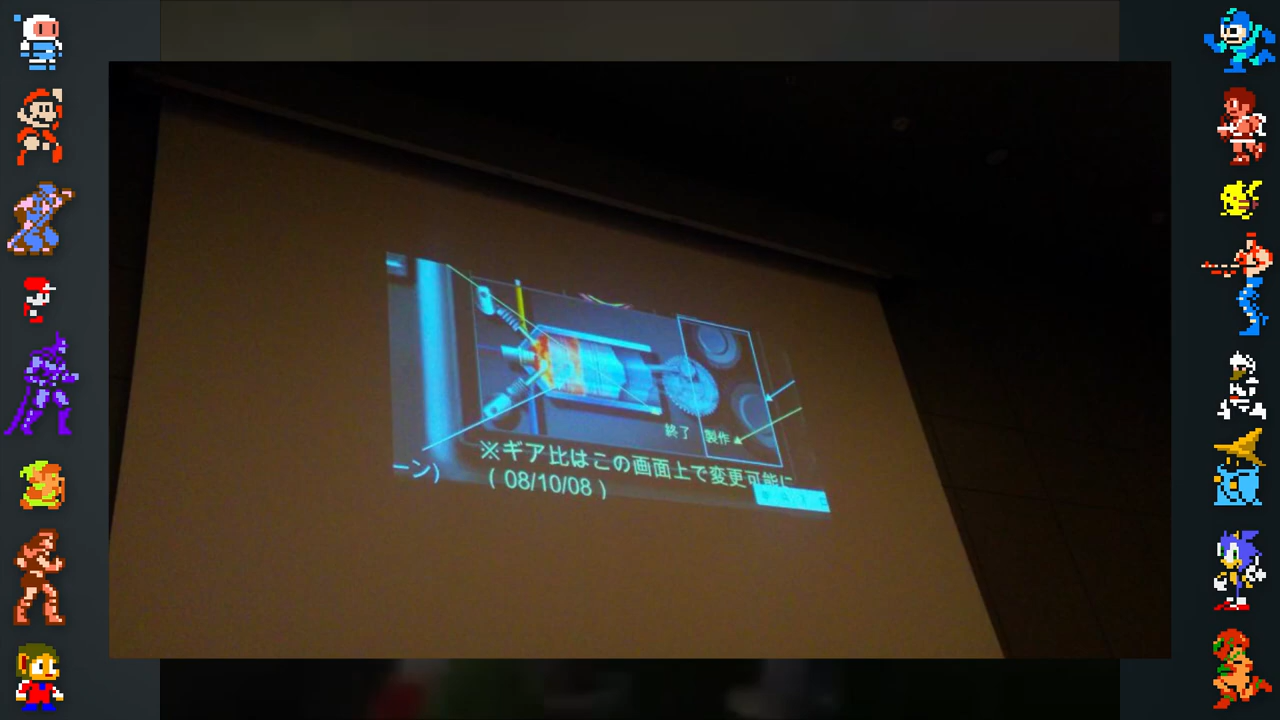 終了 製作▲
※ギア比はこの画面上で変更可能に
ーン) ( 08/10/08 )